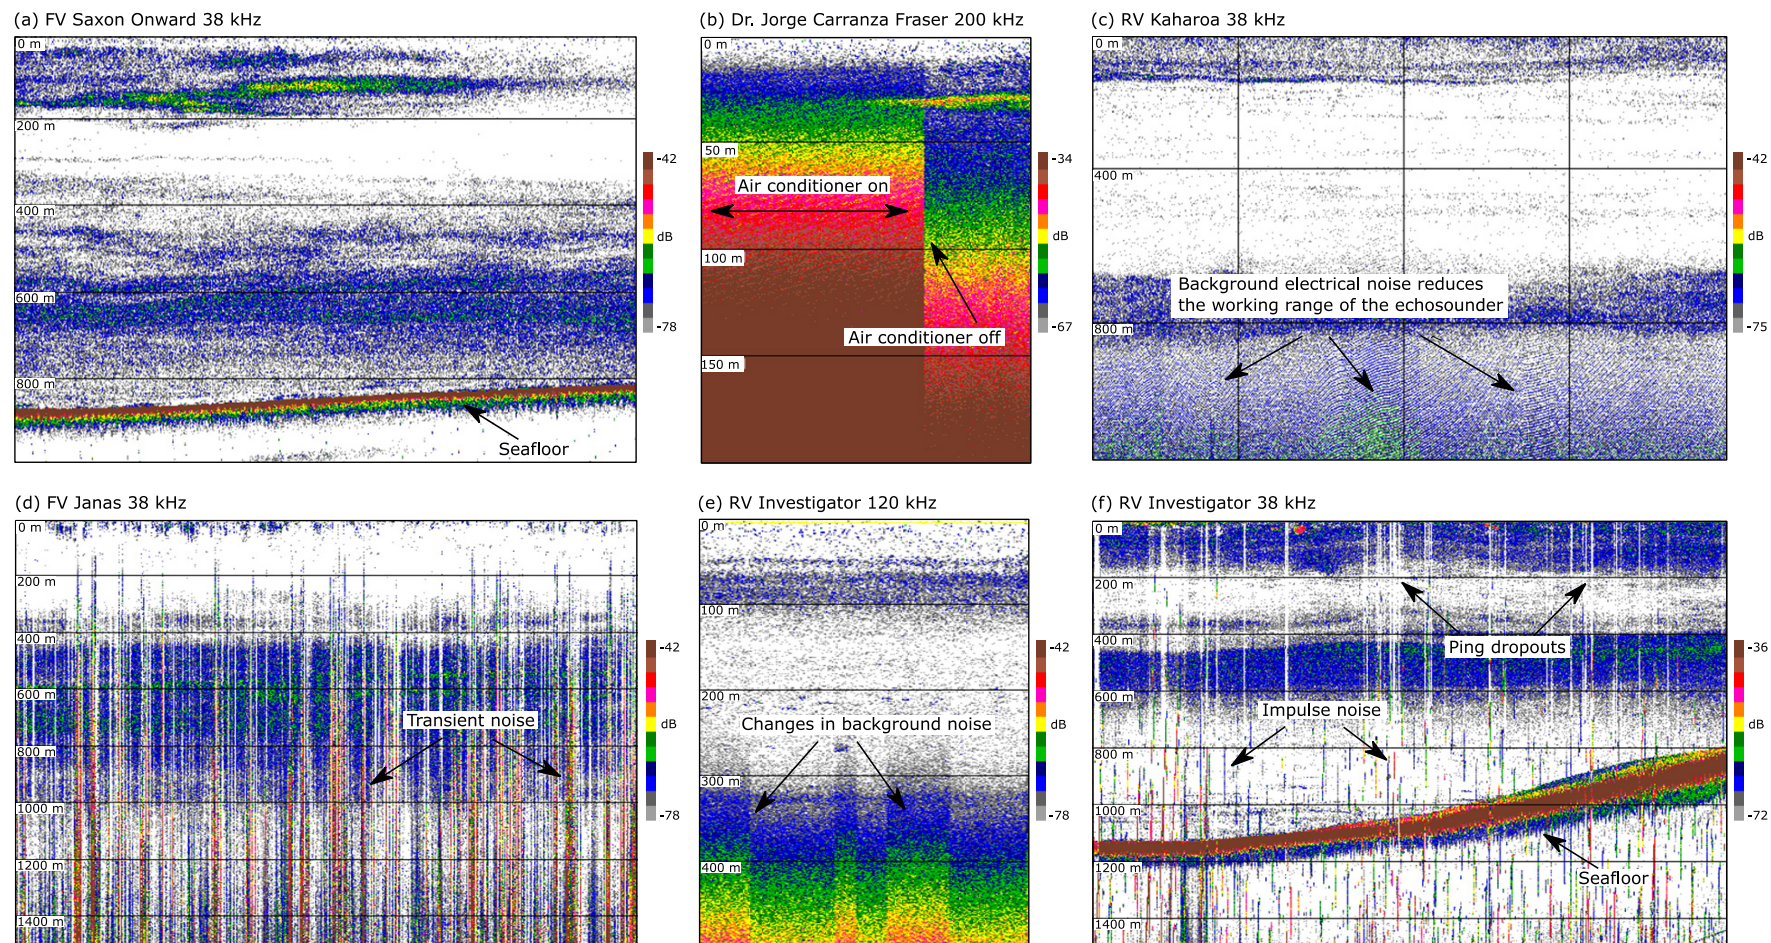 (a) FV Saxon Onward 38 kHz
0 m
200 m
400 m
600 m
800 m
Seafloor
-42
dB
-78
(b) Dr. Jorge Carranza Fraser 200 kHz
0 m
50 m
Air conditioner on
100 m
Air conditioner off
150 m
-34
dB
-67
(c) RV Kaharoa 38 kHz
0 m
400 m
Background electrical noise reduces
the working range of the echosounder
800 m
-42
dB
-75
(d) FV Janas 38 kHz
0 m
200 m
400 m
600 m
Transient noise
800 m
1000 m
1200 m
1400 m
-42
dB
-78
(e) RV Investigator 120 kHz
0 m
100 m
200 m
Changes in background noise
300 m
400 m
-42
dB
-78
(f) RV Investigator 38 kHz
0 m
200 m
400 m
Ping dropouts
600 m
Impulse noise
800 m
1000 m
1200 m
Seafloor
1400 m
-36
dB
-72